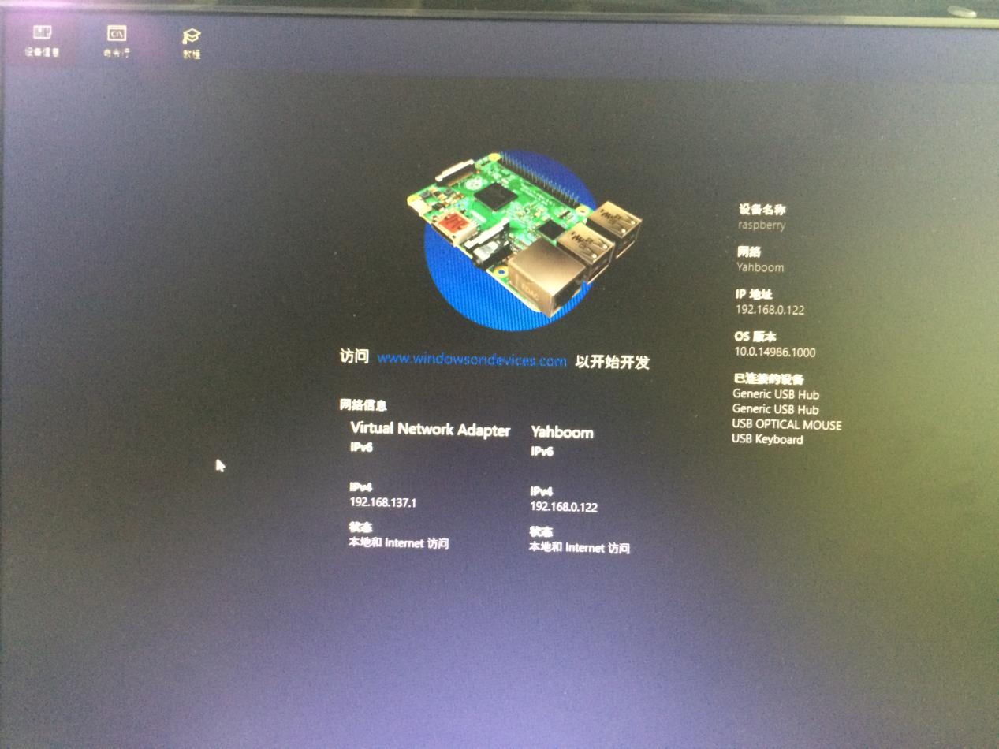 设备信息
命令行
教程
访问 www.windowsondevices.com 以开始开发
网络信息
Virtual Network Adapter
IPv6
IPv4
192.168.137.1
状态
本地和 Internet 访问
Yahboom
IPv6
IPv4
192.168.0.122
状态
本地和 Internet 访问
设备名称
raspberry
网络
Yahboom
IP 地址
192.168.0.122
OS 版本
10.0.14986.1000
已连接的设备
Generic USB Hub
Generic USB Hub
USB OPTICAL MOUSE
USB Keyboard